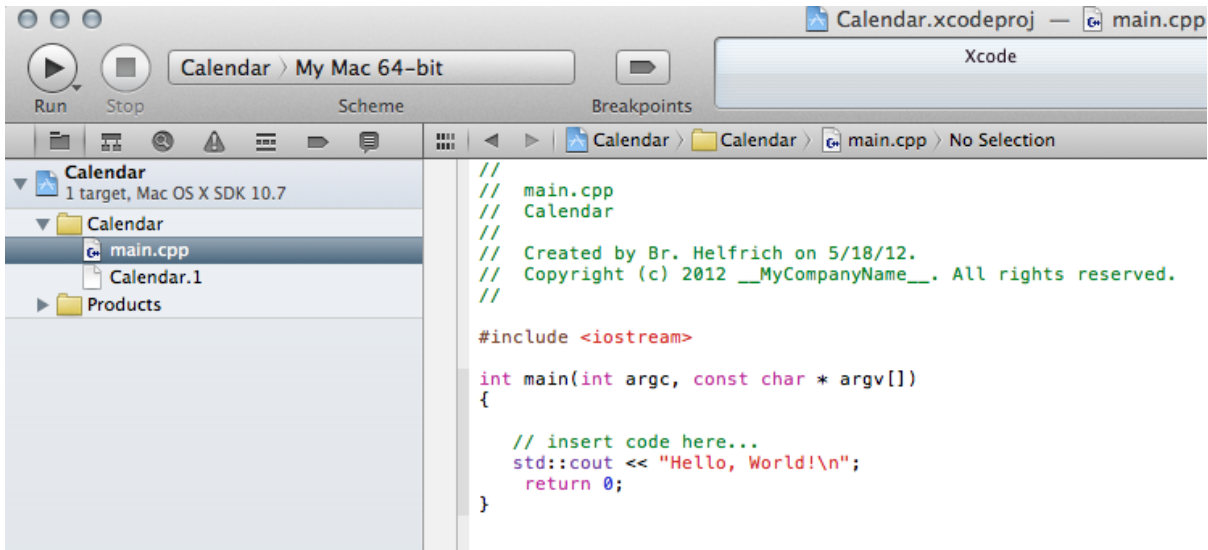 Calendar.xcodeproj — main.cpp
Calendar 〉 My Mac 64-bit
Xcode
Run Stop Scheme Breakpoints
Calendar 〉 Calendar 〉 main.cpp 〉 No Selection
Calendar
1 target, Mac OS X SDK 10.7
Calendar
main.cpp
Calendar.1
Products
//
//  main.cpp
//  Calendar
//
//  Created by Br. Helfrich on 5/18/12.
//  Copyright (c) 2012 __MyCompanyName__. All rights reserved.
//
#include <iostream>
int main(int argc, const char * argv[])
{
   // insert code here...
   std::cout << "Hello, World!\n";
    return 0;
}